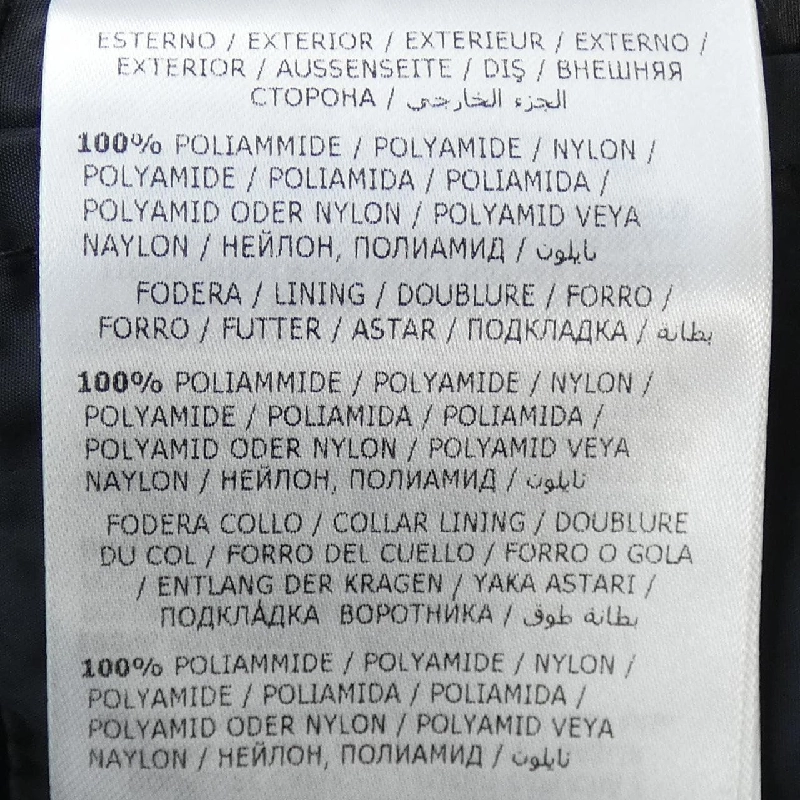 ESTERNO / EXTERIOR / EXTERIEUR / EXTERNO /
EXTERIOR / AUSSENSEITE / DIŞ / ВНЕШНЯЯ
СТОРОНА / الجزء الخارجي
100% POLIAMMIDE / POLYAMIDE / NYLON /
POLYAMIDE / POLIAMIDA / POLIAMIDA /
POLYAMID ODER NYLON / POLYAMID VEYA
NAYLON / НЕЙЛОН, ПОЛИАМИД / نايلون
FODERA / LINING / DOUBLURE / FORRO /
FORRO / FUTTER / ASTAR / ПОДКЛАДКА / بطانة
100% POLIAMMIDE / POLYAMIDE / NYLON /
POLYAMIDE / POLIAMIDA / POLIAMIDA /
POLYAMID ODER NYLON / POLYAMID VEYA
NAYLON / НЕЙЛОН, ПОЛИАМИД / نايلون
FODERA COLLO / COLLAR LINING / DOUBLURE
DU COL / FORRO DEL CUELLO / FORRO O GOLA
/ ENTLANG DER KRAGEN / YAKA ASTARI /
ПОДКЛА́ДКА ВОРОТНИКА / بطانة طوق
100% POLIAMMIDE / POLYAMIDE / NYLON /
POLYAMIDE / POLIAMIDA / POLIAMIDA /
POLYAMID ODER NYLON / POLYAMID VEYA
NAYLON / НЕЙЛОН, ПОЛИАМИД / نايلون